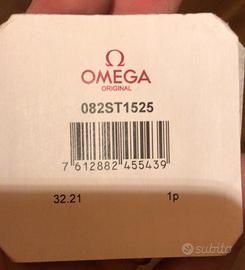 Ω
OMEGA
ORIGINAL
082ST1525
7 612882 455439
32.21 1p
subito